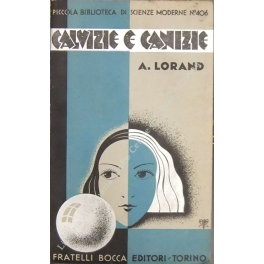 PICCOLA BIBLIOTECA DI SCIENZE MODERNE N° 406
CALVIZIE E CANIZIE
A. LORAND
FRATELLI BOCCA EDITORI - TORINO